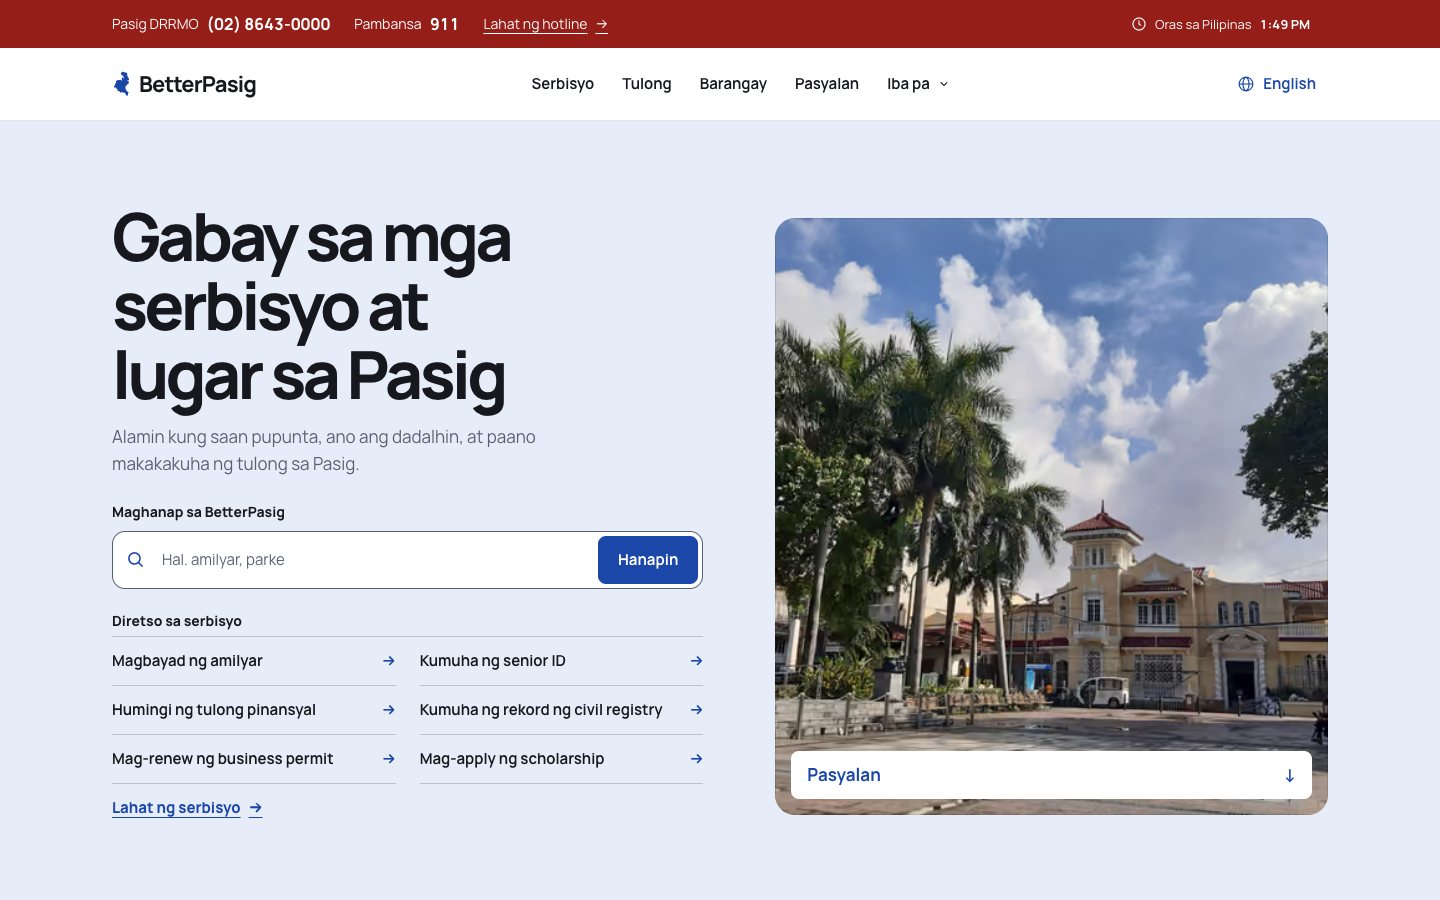 Pasig DRRMO (02) 8643-0000 Pambansa 911 Lahat ng hotline → Oras sa Pilipinas 1:49 PM
BetterPasig Serbisyo Tulong Barangay Pasyalan Iba pa English
Gabay sa mga
serbisyo at
lugar sa Pasig
Alamin kung saan pupunta, ano ang dadalhin, at paano
makakakuha ng tulong sa Pasig.
Maghanap sa BetterPasig
Hal. amilyar, parke Hanapin
Diretso sa serbisyo
Magbayad ng amilyar → Kumuha ng senior ID →
Humingi ng tulong pinansyal → Kumuha ng rekord ng civil registry →
Mag-renew ng business permit → Mag-apply ng scholarship →
Lahat ng serbisyo →
Pasyalan ↓